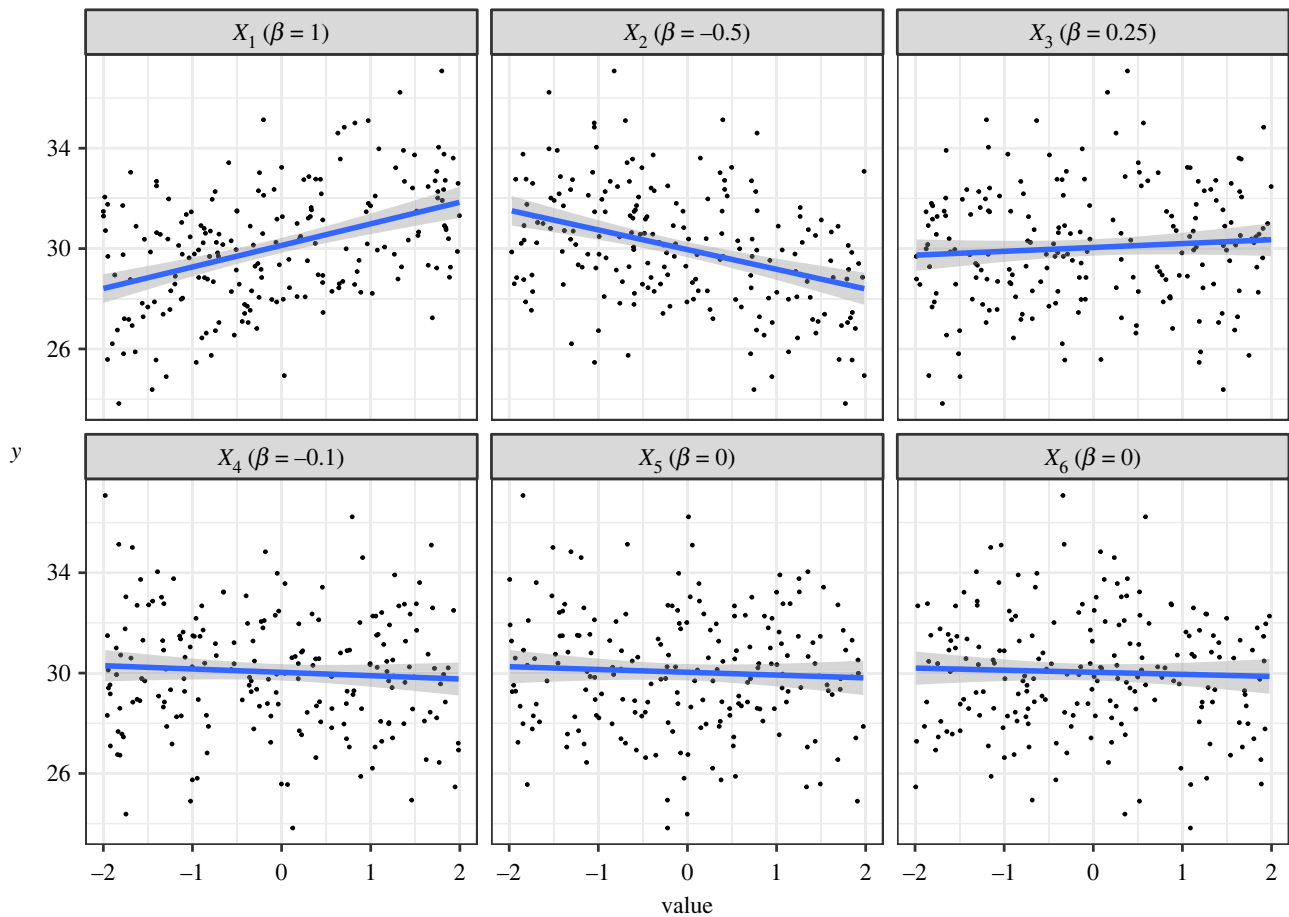 X₁ (β = 1)
X₂ (β = –0.5)
X₃ (β = 0.25)
34
30
26
y
X₄ (β = –0.1)
X₅ (β = 0)
X₆ (β = 0)
34
30
26
–2 –1 0 1 2
–2 –1 0 1 2
–2 –1 0 1 2
value